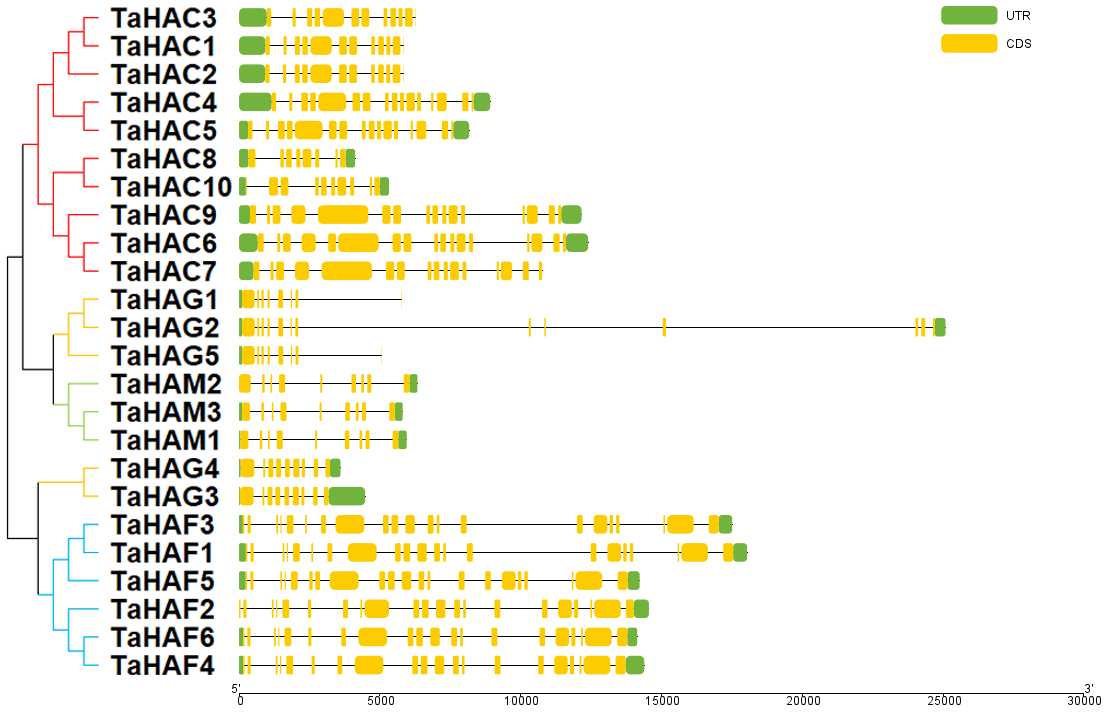 TaHAC3
UTR
TaHAC1
CDS
TaHAC2
TaHAC4
TaHAC5
TaHAC8
TaHAC10
TaHAC9
TaHAC6
TaHAC7
TaHAG1
TaHAG2
TaHAG5
TaHAM2
TaHAM3
TaHAM1
TaHAG4
TaHAG3
TaHAF3
TaHAF1
TaHAF5
TaHAF2
TaHAF6
TaHAF4
5' 3'
0 5000 10000 15000 20000 25000 30000